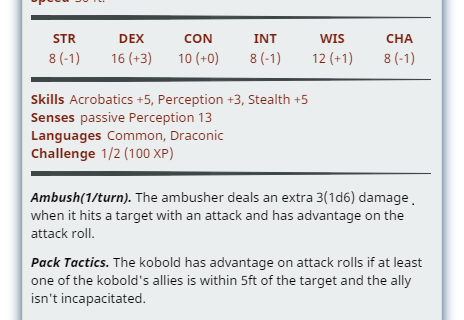 Speed 30 ft.
STR DEX CON INT WIS CHA
8 (-1) 16 (+3) 10 (+0) 8 (-1) 12 (+1) 8 (-1)
Skills Acrobatics +5, Perception +3, Stealth +5
Senses passive Perception 13
Languages Common, Draconic
Challenge 1/2 (100 XP)
Ambush(1/turn). The ambusher deals an extra 3(1d6) damage .
when it hits a target with an attack and has advantage on the
attack roll.
Pack Tactics. The kobold has advantage on attack rolls if at least
one of the kobold's allies is within 5ft of the target and the ally
isn't incapacitated.